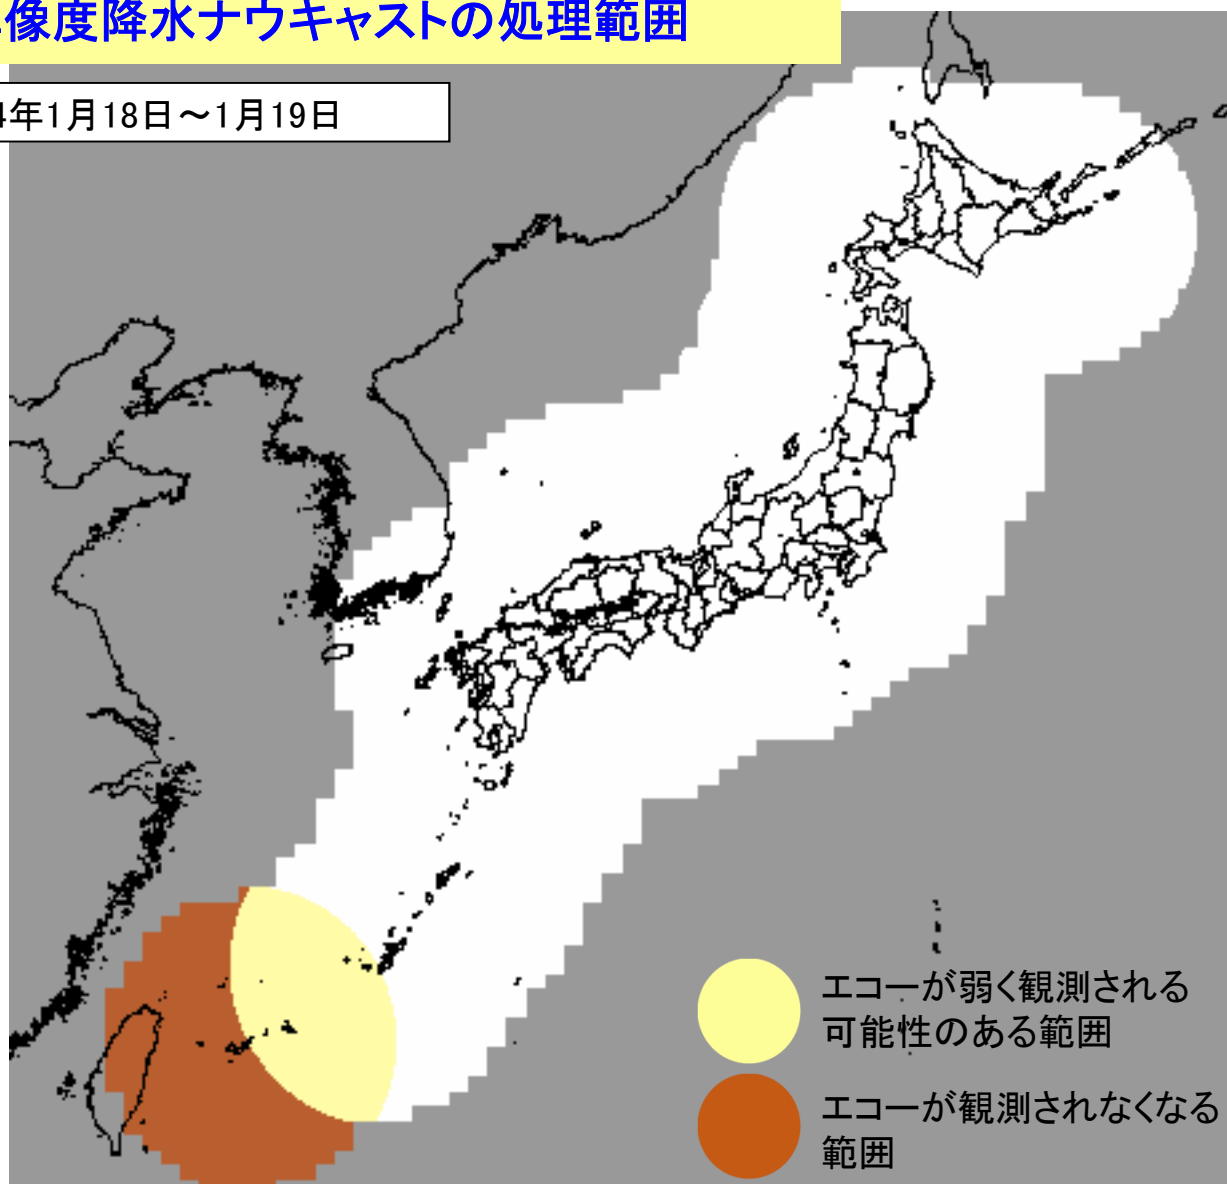 像度降水ナウキャストの処理範囲
4年1月18日～1月19日
エコーが弱く観測される
可能性のある範囲
エコーが観測されなくなる
範囲